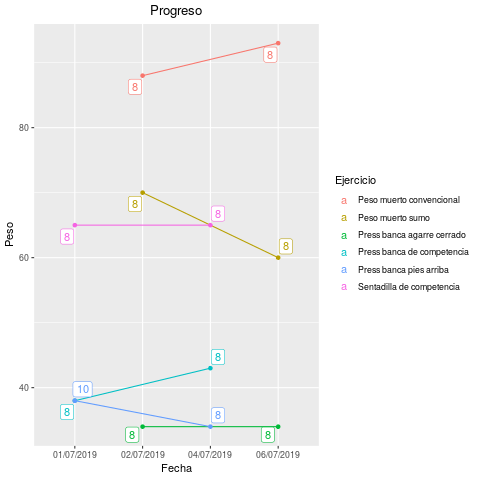 Progreso
8
8
80
8
8
8
8
Peso
60
8
40
10
8
8
8
8
8
01/07/2019 02/07/2019 04/07/2019 06/07/2019
Fecha
Ejercicio
a Peso muerto convencional
a Peso muerto sumo
a Press banca agarre cerrado
a Press banca de competencia
a Press banca pies arriba
a Sentadilla de competencia